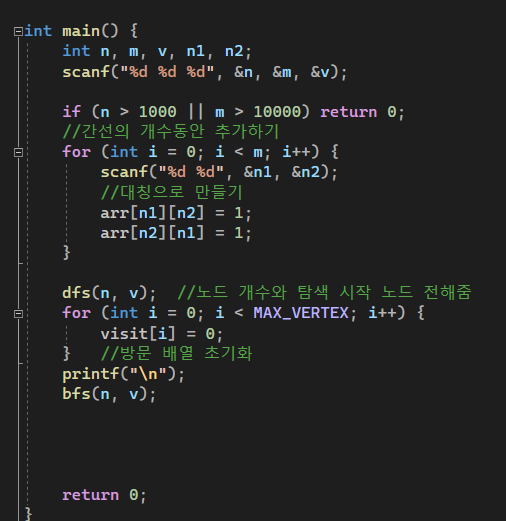 int main() {
int n, m, v, n1, n2;
scanf("%d %d %d", &n, &m, &v);
if (n > 1000 || m > 10000) return 0;
//간선의 개수동안 추가하기
for (int i = 0; i < m; i++) {
scanf("%d %d", &n1, &n2);
//대칭으로 만들기
arr[n1][n2] = 1;
arr[n2][n1] = 1;
}
dfs(n, v);  //노드 개수와 탐색 시작 노드 전해줌
for (int i = 0; i < MAX_VERTEX; i++) {
visit[i] = 0;
}   //방문 배열 초기화
printf("\n");
bfs(n, v);
return 0;
}